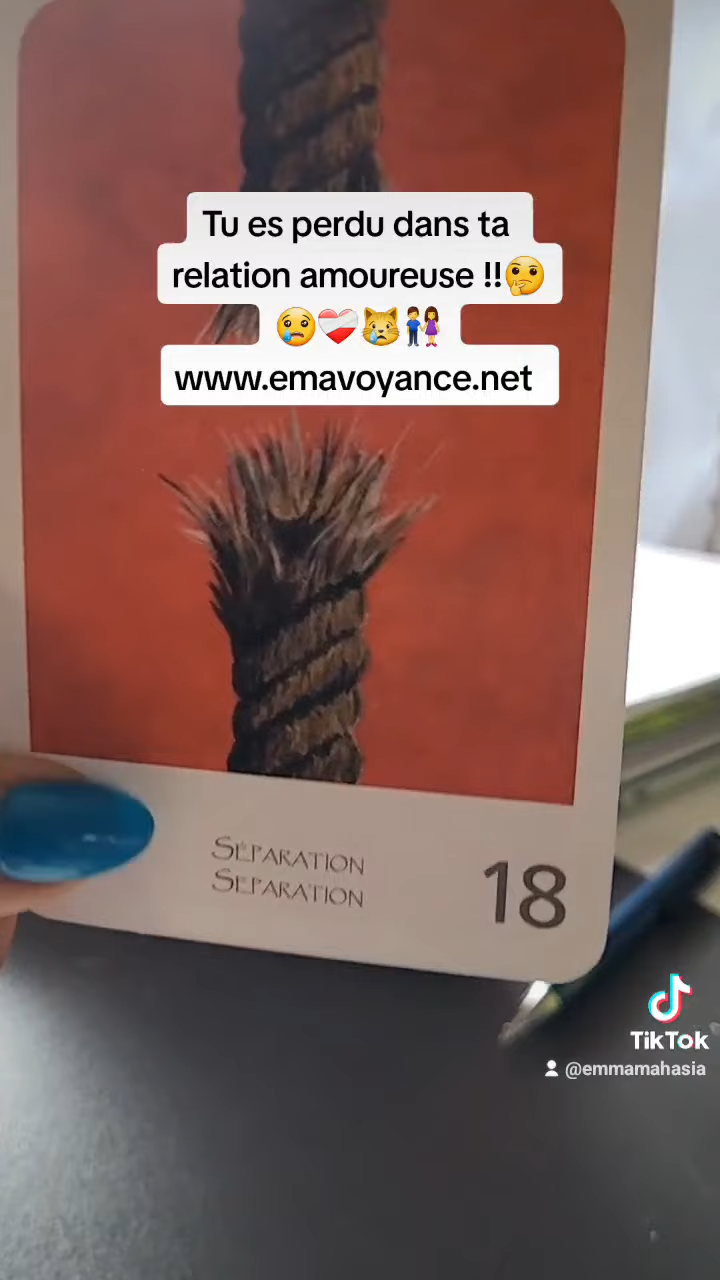 Tu es perdu dans ta
relation amoureuse !!🤔
😢❤️‍🩹😿👫
www.emavoyance.net
SÉPARATION
SEPARATION
18
TikTok
@emmamahasia